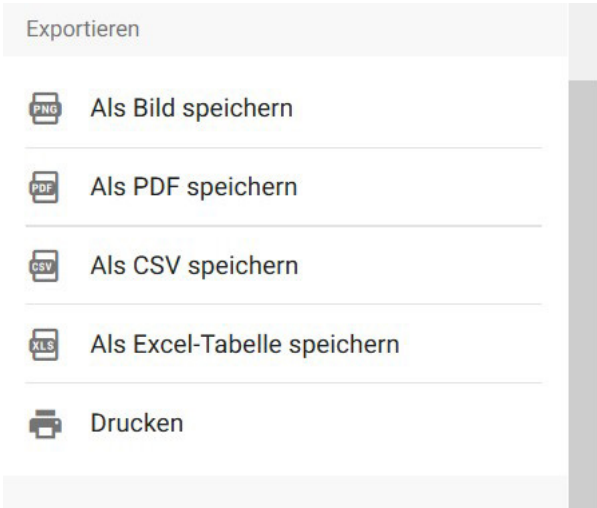 Exportieren
PNG Als Bild speichern
PDF Als PDF speichern
CSV Als CSV speichern
XLS Als Excel-Tabelle speichern
Drucken